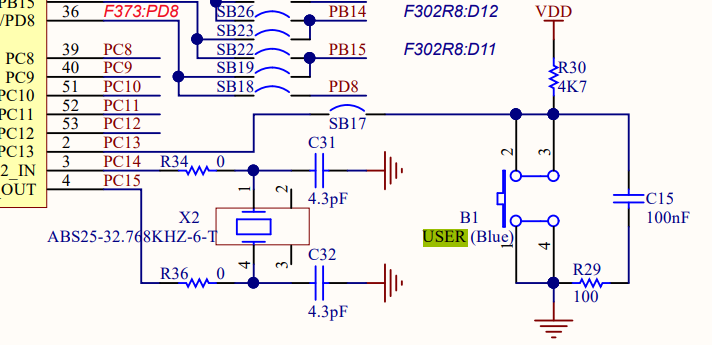 PB15
36
/PD8
F373:PD8
SB26
PB14
F302R8:D12
VDD
SB23
SB22
PB15
F302R8:D11
PC8
39
PC8
SB19
PC9
40
PC9
R30
4K7
PC10
51
PC10
SB18
PD8
PC11
52
PC11
PC12
53
PC12
SB17
PC13
2
PC13
2_IN
3
PC14
R34
0
C31
4.3pF
_OUT
4
PC15
2
3
1
2
X2
ABS25-32.768KHZ-6-T
B1
USER (Blue)
C15
100nF
4
3
1
4
R36
0
C32
4.3pF
R29
100